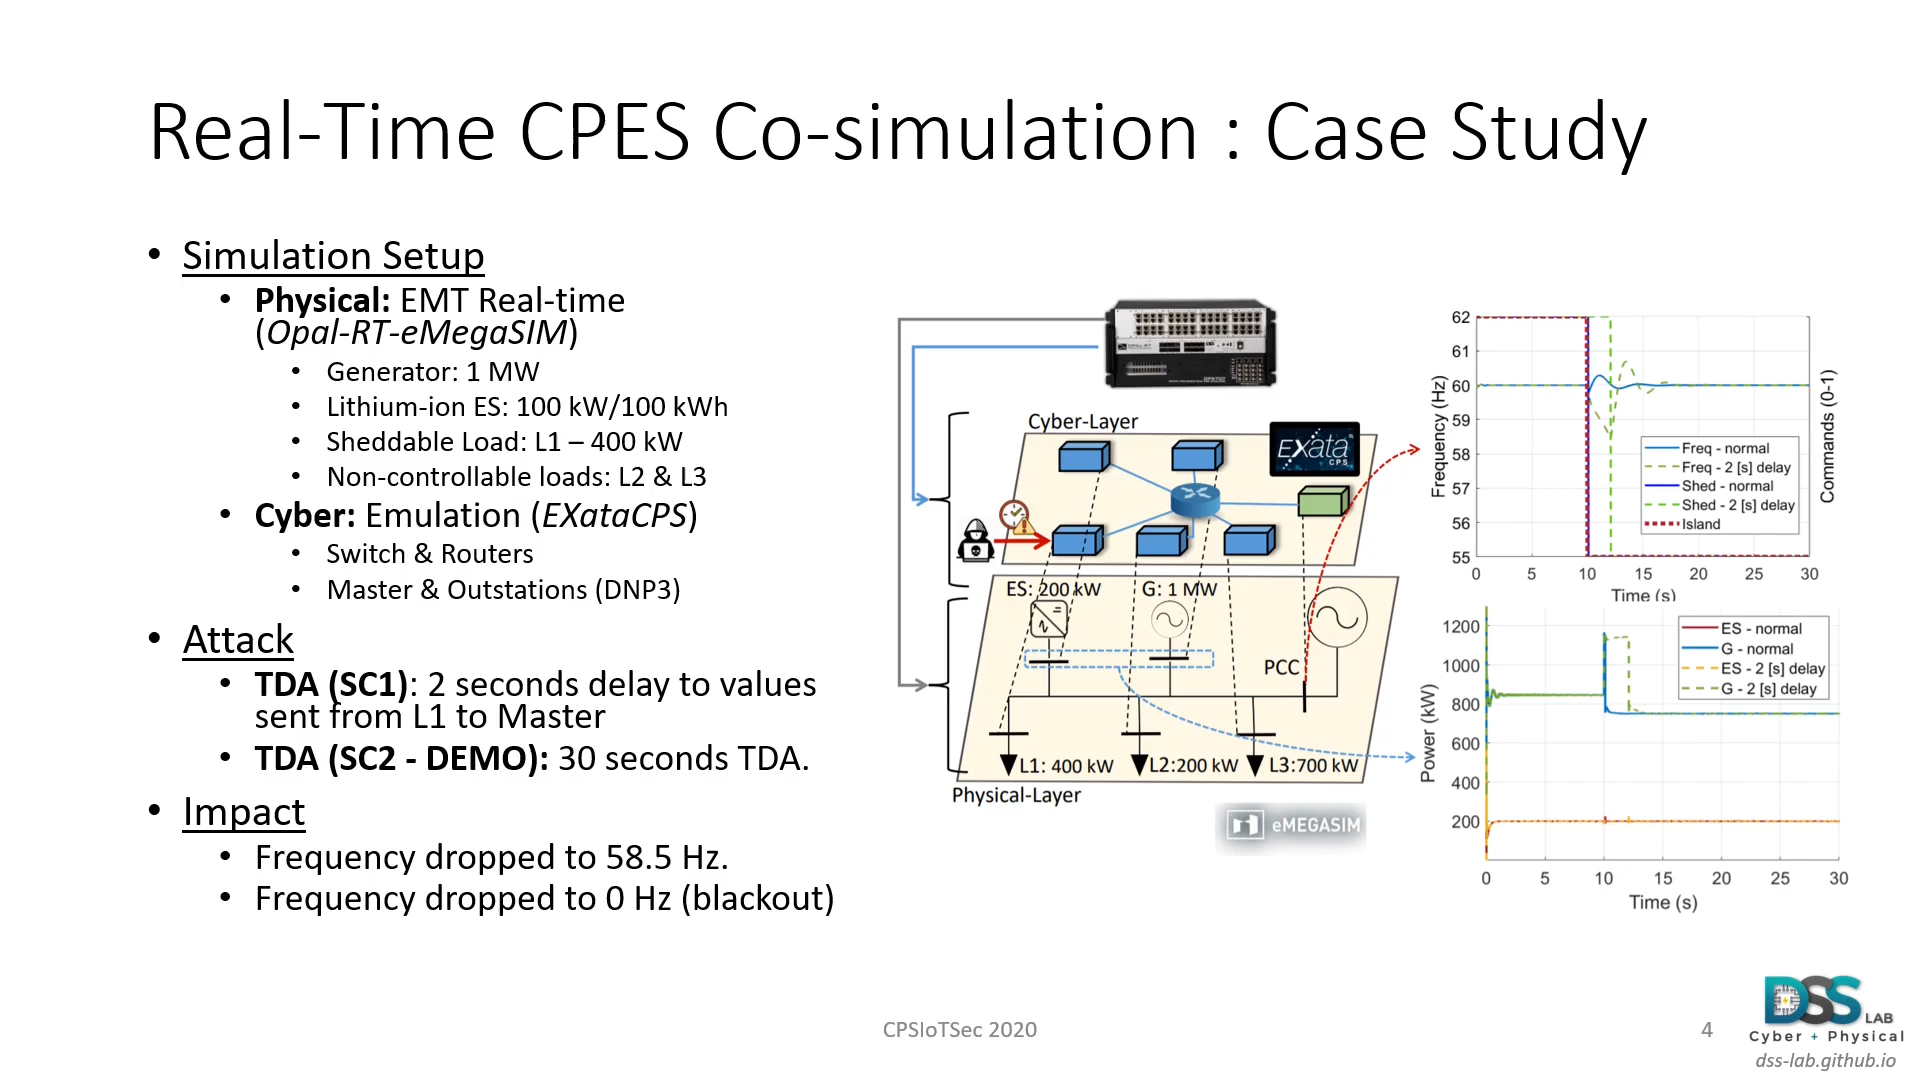 Real-Time CPES Co-simulation : Case Study
• Simulation Setup
• Physical: EMT Real-time
(Opal-RT-eMegaSIM)
• Generator: 1 MW
• Lithium-ion ES: 100 kW/100 kWh
• Sheddable Load: L1 – 400 kW
• Non-controllable loads: L2 & L3
• Cyber: Emulation (EXataCPS)
• Switch & Routers
• Master & Outstations (DNP3)
• Attack
• TDA (SC1): 2 seconds delay to values
sent from L1 to Master
• TDA (SC2 - DEMO): 30 seconds TDA.
• Impact
• Frequency dropped to 58.5 Hz.
• Frequency dropped to 0 Hz (blackout)
Cyber-Layer
EXata
CPS
ES: 200 kW
G: 1 MW
PCC
L1: 400 kW
L2:200 kW
L3:700 kW
Physical-Layer
eMEGASIM
62
61
60
59
58
57
56
55
Frequency (Hz)
Commands (0-1)
Freq - normal
Freq - 2 [s] delay
Shed - normal
Shed - 2 [s] delay
Island
0 5 10 15 20 25 30
Time (s)
1200
1000
800
600
400
200
Power (kW)
ES - normal
G - normal
ES - 2 [s] delay
G - 2 [s] delay
0 5 10 15 20 25 30
Time (s)
CPSIoTSec 2020
4
DSS LAB
Cyber + Physical
dss-lab.github.io